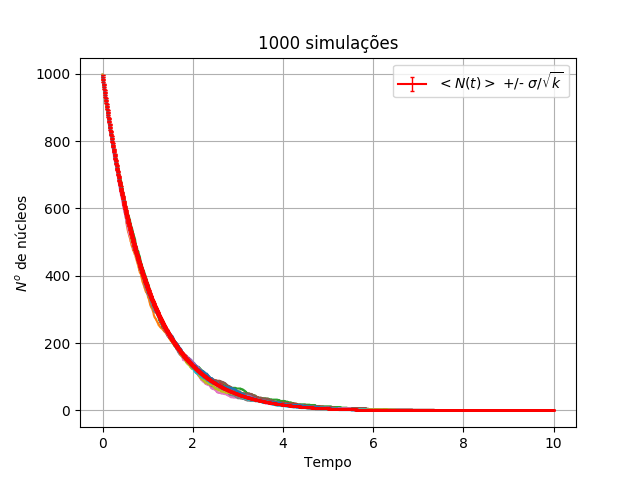 1000 simulações
< N(t) > +/- σ/√k
1000
800
600
400
200
0
Nº de núcleos
0 2 4 6 8 10
Tempo